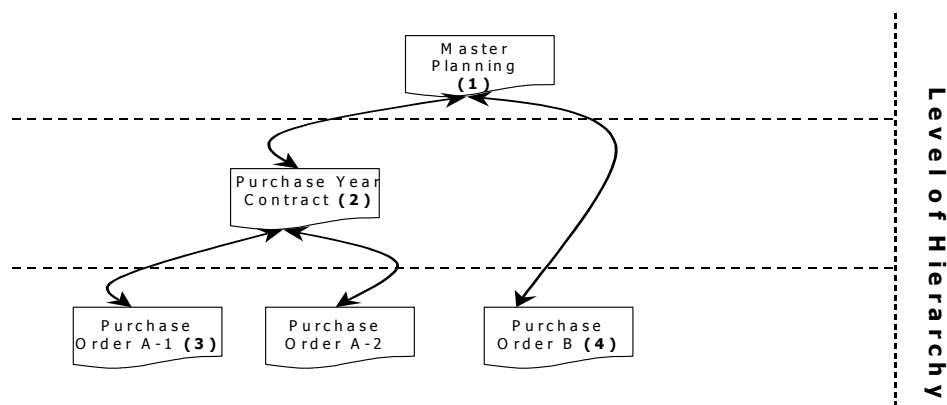 Master
Planning
(1)
Purchase Year
Contract (2)
Purchase
Order A-1 (3)
Purchase
Order A-2
Purchase
Order B (4)
Level of Hierarchy